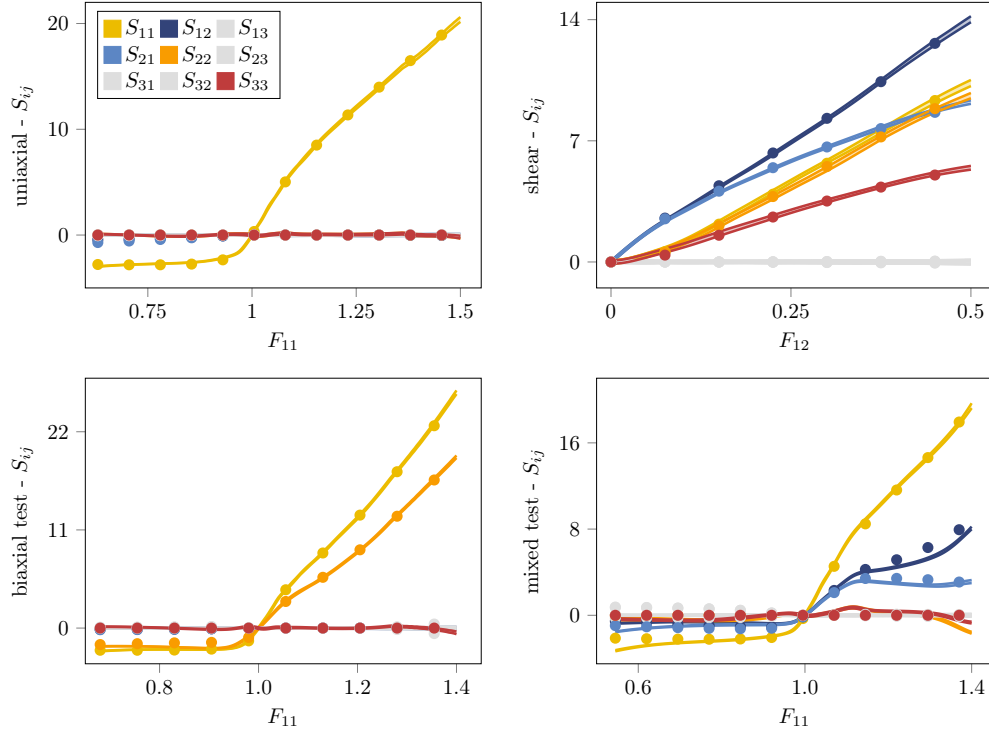 20
10
0
0.75
1
1.25
1.5
F₁₁
uniaxial - Sᵢⱼ
S₁₁ S₁₂ S₁₃
S₂₁ S₂₂ S₂₃
S₃₁ S₃₂ S₃₃
14
7
0
0
0.25
0.5
F₁₂
shear - Sᵢⱼ
22
11
0
0.8
1.0
1.2
1.4
F₁₁
biaxial test - Sᵢⱼ
16
8
0
0.6
1.0
1.4
F₁₁
mixed test - Sᵢⱼ